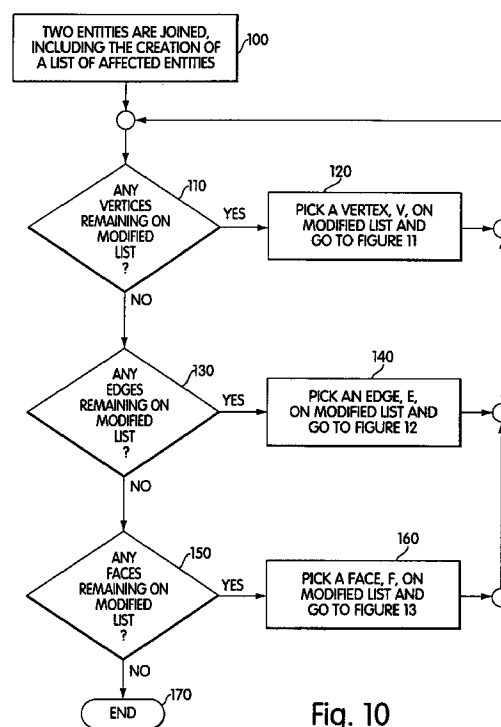 TWO ENTITIES ARE JOINED,
INCLUDING THE CREATION OF
A LIST OF AFFECTED ENTITIES
100
110
ANY
VERTICES
REMAINING ON
MODIFIED
LIST
?
YES
NO
120
PICK A VERTEX, V, ON
MODIFIED LIST AND
GO TO FIGURE 11
130
ANY
EDGES
REMAINING ON
MODIFIED
LIST
?
YES
NO
140
PICK AN EDGE, E,
ON MODIFIED LIST AND
GO TO FIGURE 12
150
ANY
FACES
REMAINING ON
MODIFIED
LIST
?
YES
NO
160
PICK A FACE, F, ON
MODIFIED LIST AND
GO TO FIGURE 13
170
END
Fig. 10